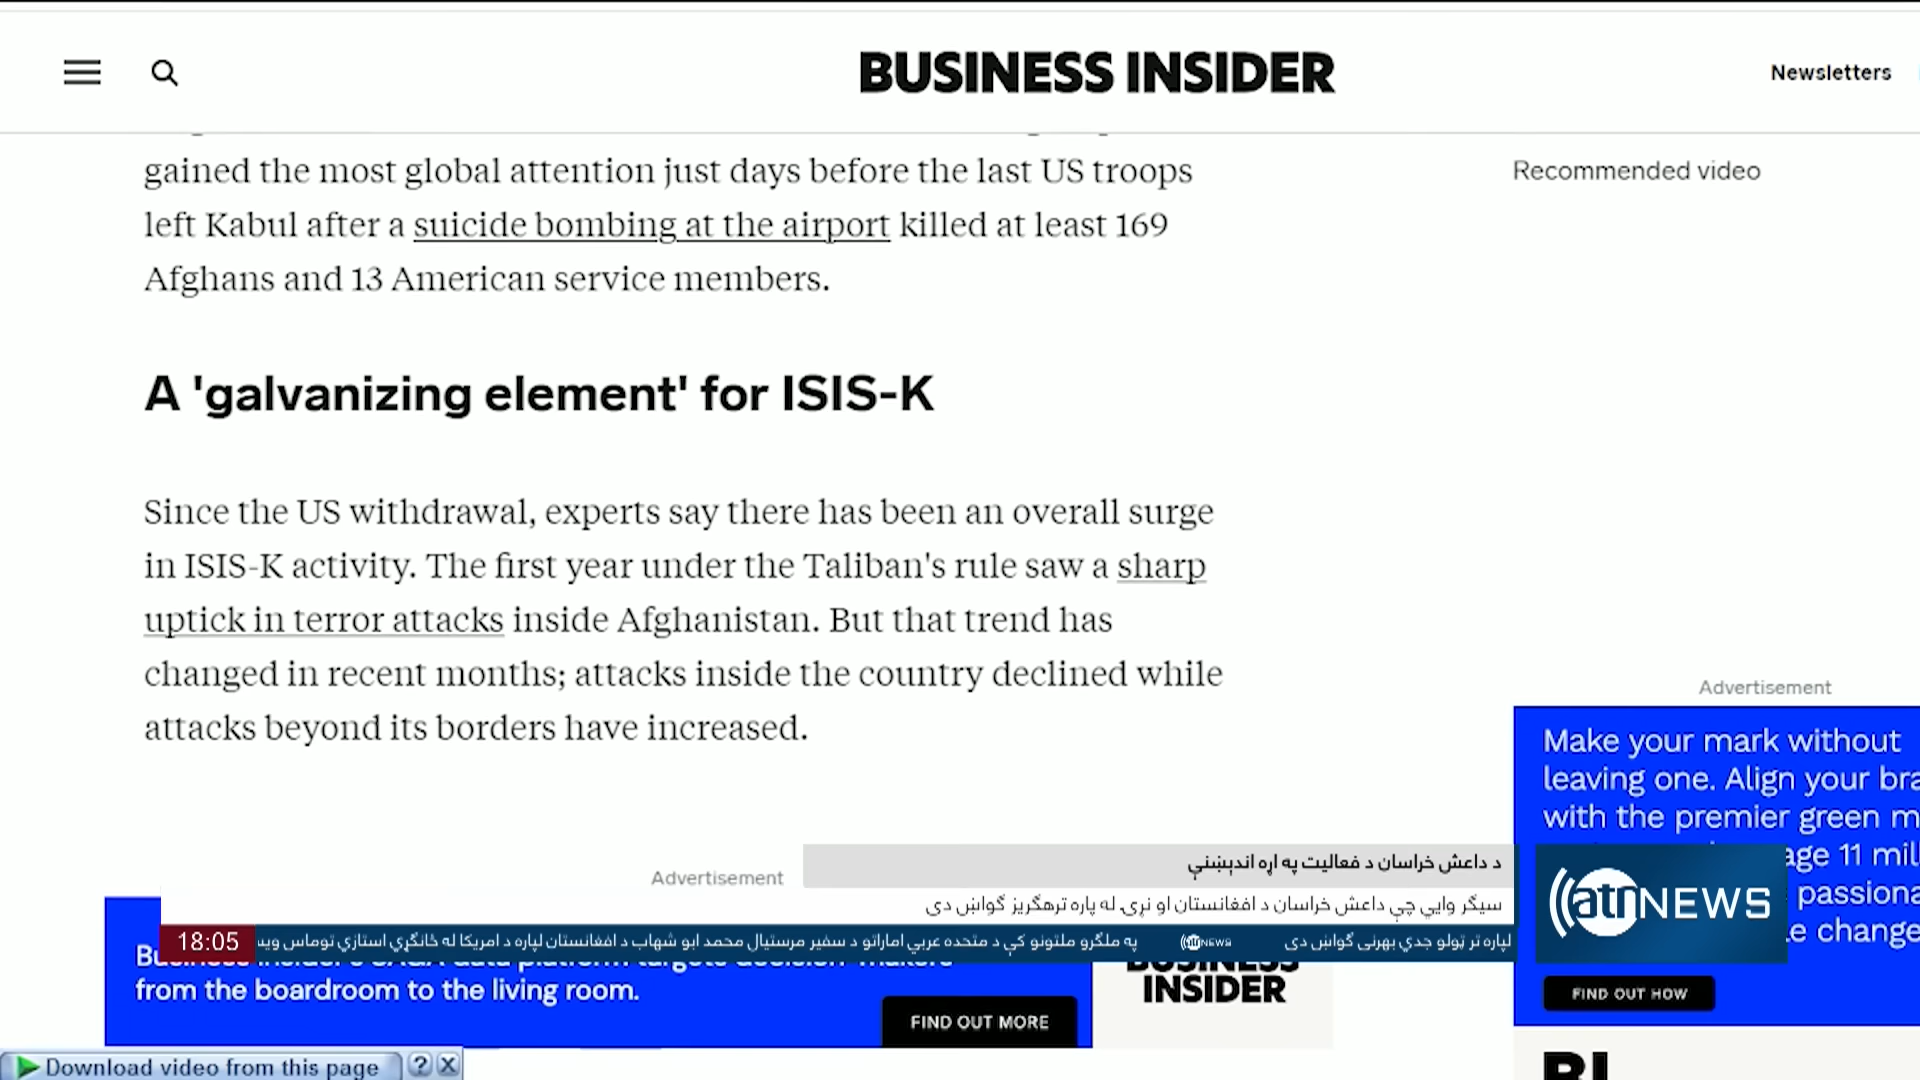 BUSINESS INSIDER
Newsletters
gained the most global attention just days before the last US troops
left Kabul after a suicide bombing at the airport killed at least 169
Afghans and 13 American service members.
Recommended video
A 'galvanizing element' for ISIS-K
Since the US withdrawal, experts say there has been an overall surge
in ISIS-K activity. The first year under the Taliban's rule saw a sharp
uptick in terror attacks inside Afghanistan. But that trend has
changed in recent months; attacks inside the country declined while
attacks beyond its borders have increased.
Advertisement
Make your mark without
leaving one. Align your bra
with the premier green m
age 11 mil
passiona
e change
FIND OUT HOW
Advertisement
د داعش خراسان د فعالیت په اړه اندېښنې
سیګر وایي چې داعش خراسان د افغانستان او نړۍ له پاره ترهګریز ګواښ دی
atn NEWS
18:05
لپاره تر ټولو جدي بهرنی ګواښ دی
atn NEWS
په ملګرو ملتونو کې د متحده عربي اماراتو د سفیر مرستیال محمد ابو شهاب د افغانستان لپاره د امریکا له ځانګړي استازي توماس ویس
from the boardroom to the living room.
FIND OUT MORE
BUSINESS
INSIDER
BI
Download video from this page
? X